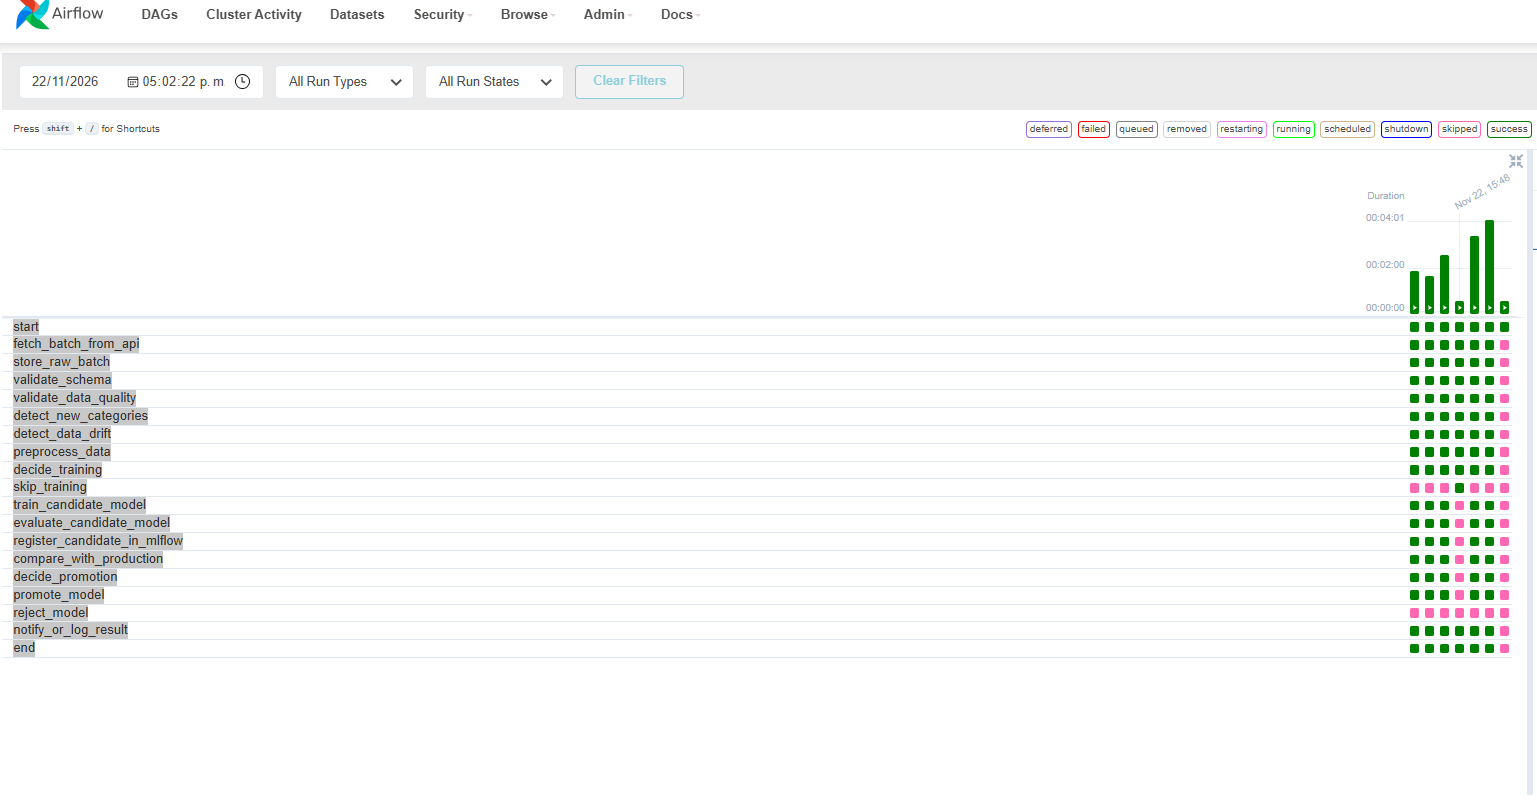 Airflow DAGs Cluster Activity Datasets Security Browse Admin Docs
22/11/2026 05:02:22 p. m All Run Types All Run States Clear Filters
Press shift + / for Shortcuts deferred failed queued removed restarting running scheduled shutdown skipped success
Nov 22, 15:48
Duration
00:04:01
00:02:00
00:00:00
start
fetch_batch_from_api
store_raw_batch
validate_schema
validate_data_quality
detect_new_categories
detect_data_drift
preprocess_data
decide_training
skip_training
train_candidate_model
evaluate_candidate_model
register_candidate_in_mlflow
compare_with_production
decide_promotion
promote_model
reject_model
notify_or_log_result
end